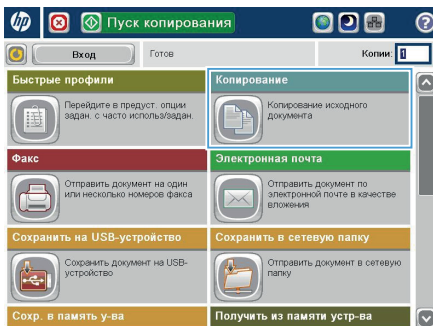 hp
Пуск копирования
?
Вход
Готов
Копии: 1
Быстрые профили
Перейдите в предуст. опции
задан. с часто использ/задан.
Копирование
Копирование исходного
документа
Факс
Отправить документ на один
или несколько номеров факса
Электронная почта
Отправить документ по
электронной почте в качестве
вложения
Сохранить на USB-устройство
Сохранить документ на USB-
устройство
Сохранить в сетевую папку
Отправить документ в сетевую
папку
Сохр. в память у-ва
Получить из памяти устр-ва